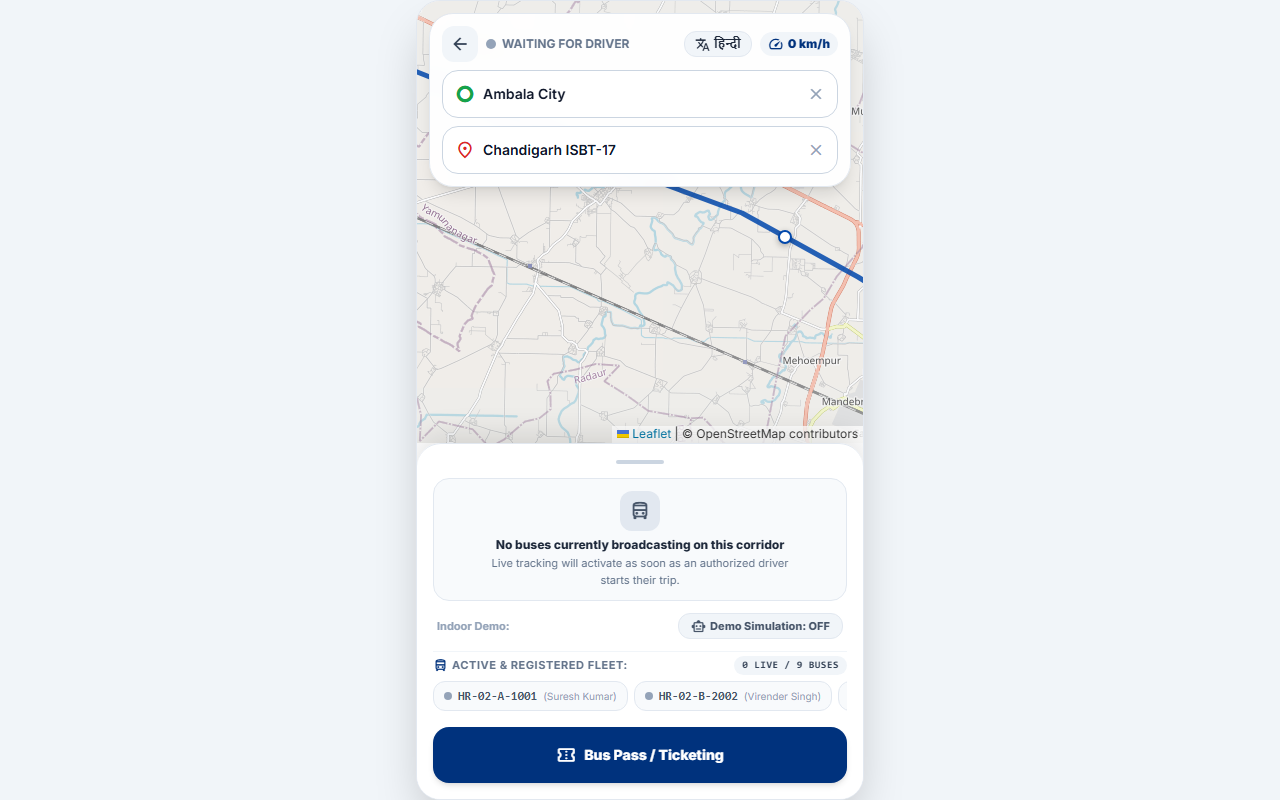 WAITING FOR DRIVER
हिन्दी
0 km/h
Ambala City
Chandigarh ISBT-17
Yamunanagar
Mehoempur
Radaur
Leaflet | © OpenStreetMap contributors
No buses currently broadcasting on this corridor
Live tracking will activate as soon as an authorized driver
starts their trip.
Indoor Demo:
Demo Simulation: OFF
ACTIVE & REGISTERED FLEET:
0 LIVE / 9 BUSES
HR-02-A-1001 (Suresh Kumar)
HR-02-B-2002 (Virender Singh)
Bus Pass / Ticketing